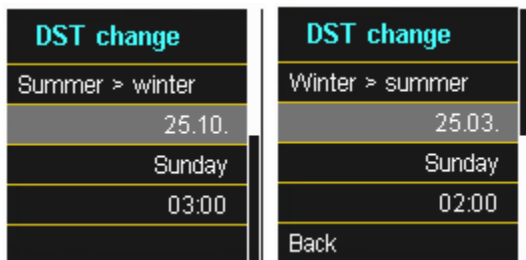 DST change
Summer > winter
25.10.
Sunday
03:00
DST change
Winter > summer
25.03.
Sunday
02:00
Back